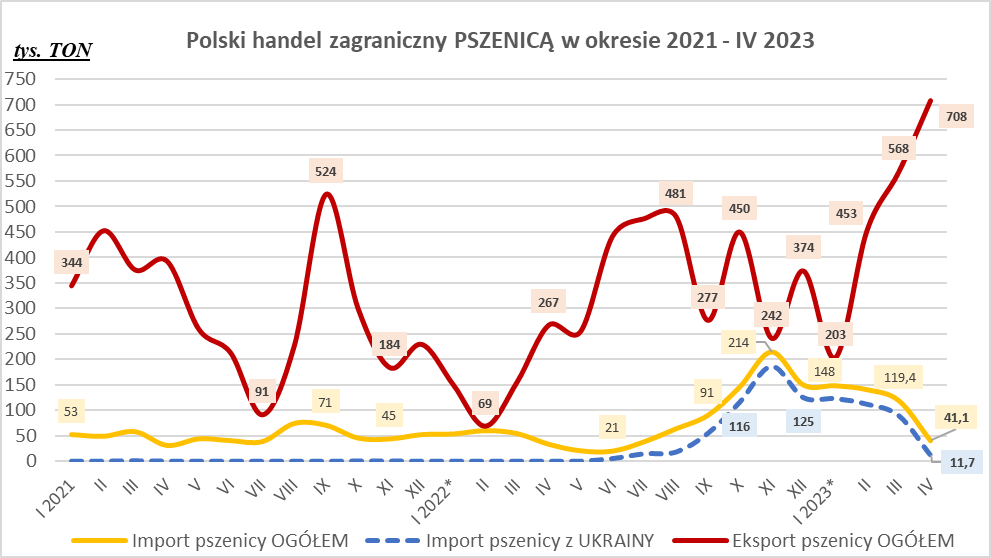 Polski handel zagraniczny PSZENICĄ w okresie 2021 - IV 2023
tys. TON
750
700
650
600
550
500
450
400
350
300
250
200
150
100
50
0
344
91
524
184
69
267
481
277
450
242
374
203
453
568
708
53
71
45
21
91
214
148
119,4
41,1
116
125
11,7
I 2021
II
III
IV
V
VI
VII
VIII
IX
X
XI
XII
I 2022*
II
III
IV
V
VI
VII
VIII
IX
X
XI
XII
I 2023*
II
III
IV
Import pszenicy OGÓŁEM
Import pszenicy z UKRAINY
Eksport pszenicy OGÓŁEM